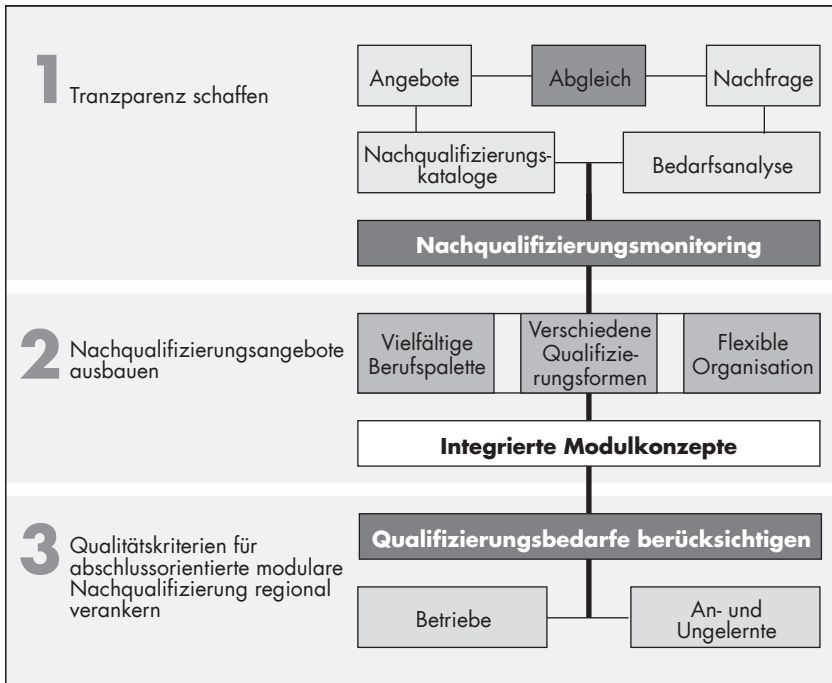 1
Tranzparenz schaffen
Angebote
Abgleich
Nachfrage
Nachqualifizierungs-
kataloge
Bedarfsanalyse
Nachqualifizierungsmonitoring
2
Nachqualifizierungsangebote
ausbauen
Vielfältige
Berufspalette
Verschiedene
Qualifizie-
rungsformen
Flexible
Organisation
Integrierte Modulkonzepte
3
Qualitätskriterien für
abschlussorientierte modulare
Nachqualifizierung regional
verankern
Qualifizierungsbedarfe berücksichtigen
Betriebe
An- und
Ungelernte